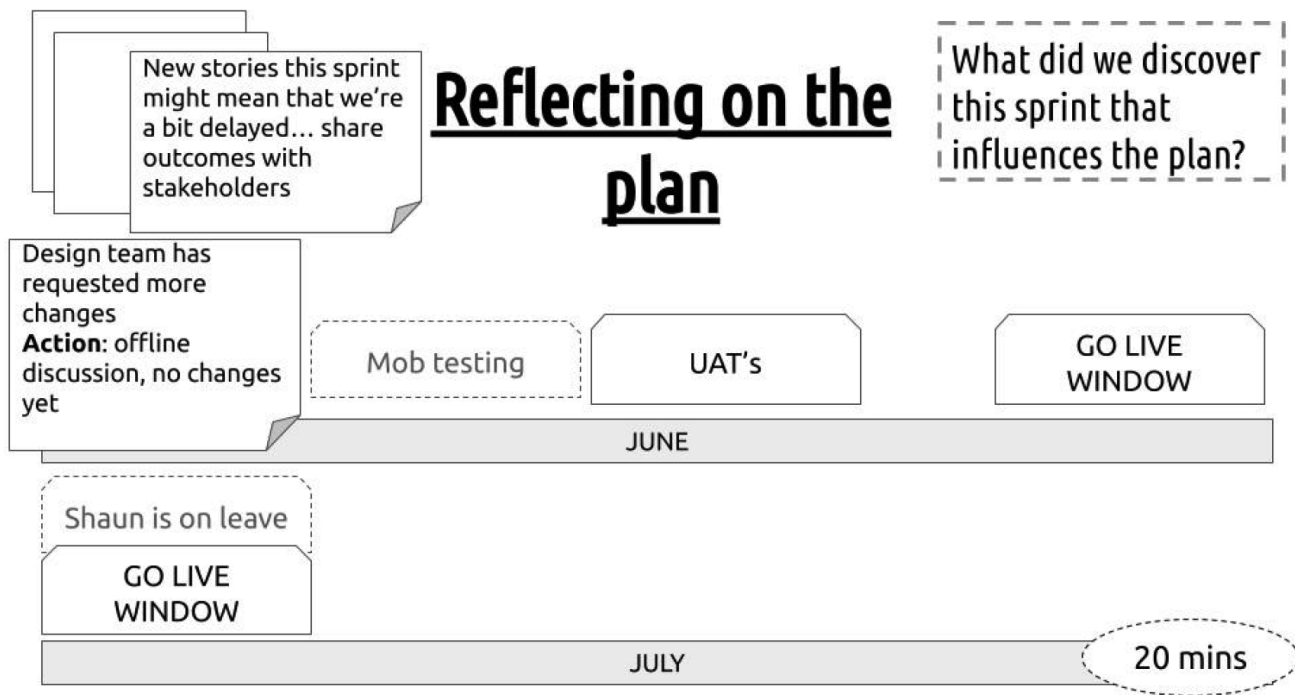 New stories this sprint
might mean that we're
a bit delayed... share
outcomes with
stakeholders
Reflecting on the
plan
What did we discover
this sprint that
influences the plan?
Design team has
requested more
changes
Action: offline
discussion, no changes
yet
Mob testing
UAT's
GO LIVE
WINDOW
JUNE
Shaun is on leave
GO LIVE
WINDOW
JULY
20 mins